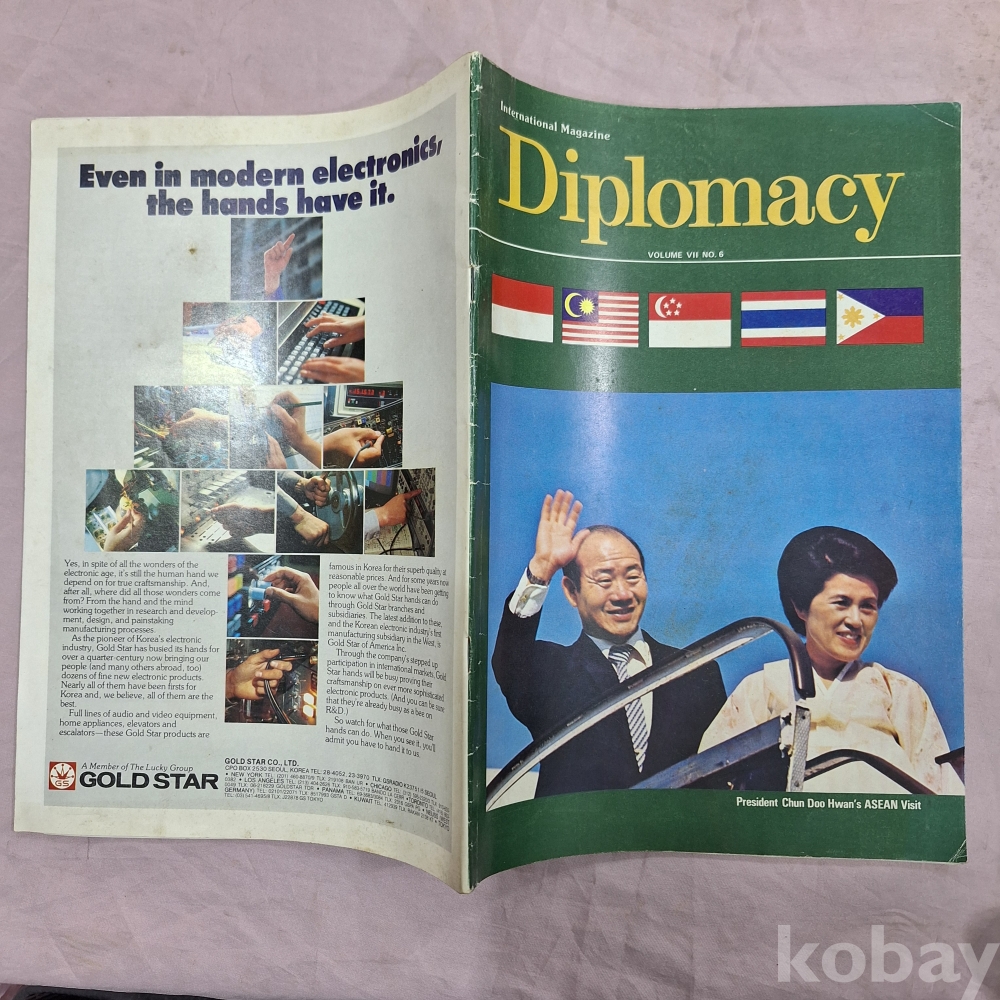 Even in modern electronics,
the hands have it.
Yes, in spite of all the wonders of the
electronic age, it's still the human hand we
depend on for true craftsmanship. And,
after all, where did all those wonders come
from? From the hand and the mind
working together in research and develop-
ment, design, and painstaking
manufacturing processes.
As the pioneer of Korea's electronic
industry, Gold Star has busied its hands for
over a quarter-century now bringing our
people (and many others abroad, too)
dozens of fine new electronic products.
Nearly all of them have been firsts for
Korea and, we believe, all of them are the
best.
Full lines of audio and video equipment,
home appliances, elevators and
escalators—these Gold Star products are
famous in Korea for their superb quality at
reasonable prices. And for some years now
people all over the world have been getting
to know what Gold Star hands can do
through Gold Star branches and
subsidiaries. The latest addition to these,
and the Korean electronic industry's first
manufacturing subsidiary in the West, is
Gold Star of America Inc.
Through the company's stepped up
participation in international markets, Gold
Star hands will be busy proving their
craftsmanship on ever more sophisticated
electronic products. (And you can be sure
that they're already busy as a bee on
R&D.)
So watch for what those Gold Star
hands can do. When you see it, you'll
admit you have to hand it to us.
A Member of The Lucky Group
GS
GOLD STAR
GOLD STAR CO., LTD.
CPO BOX 2530 SEOUL, KOREA TEL: 28-4052, 23-3970
International Magazine
Diplomacy
VOLUME VII NO. 6
President Chun Doo Hwan's ASEAN Visit
kobay